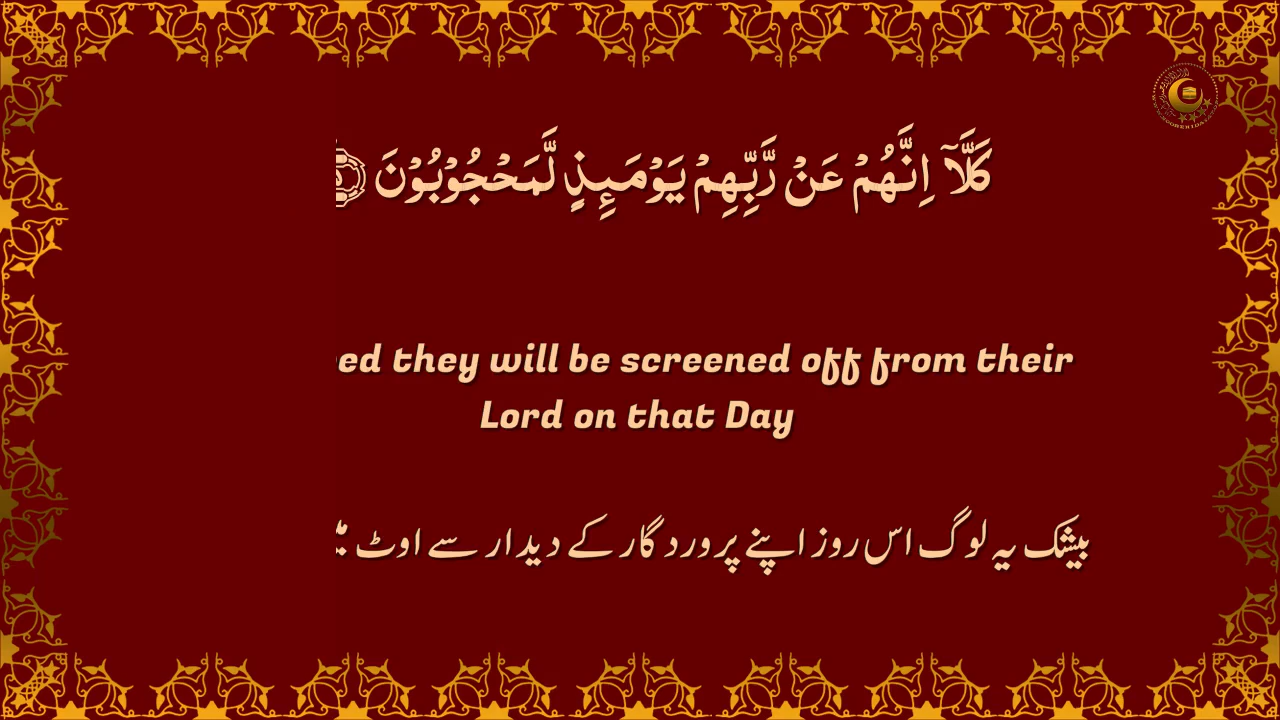 كَلَّاۤ اِنَّهُمْ عَنْ رَّبِّهِمْ يَوْمَىِٕذٍ لَّمَحْجُوْبُوْنَ
ed they will be screened off from their
Lord on that Day
بیشک یہ لوگ اس روز اپنے پروردگار کے دیدار سے اوٹ